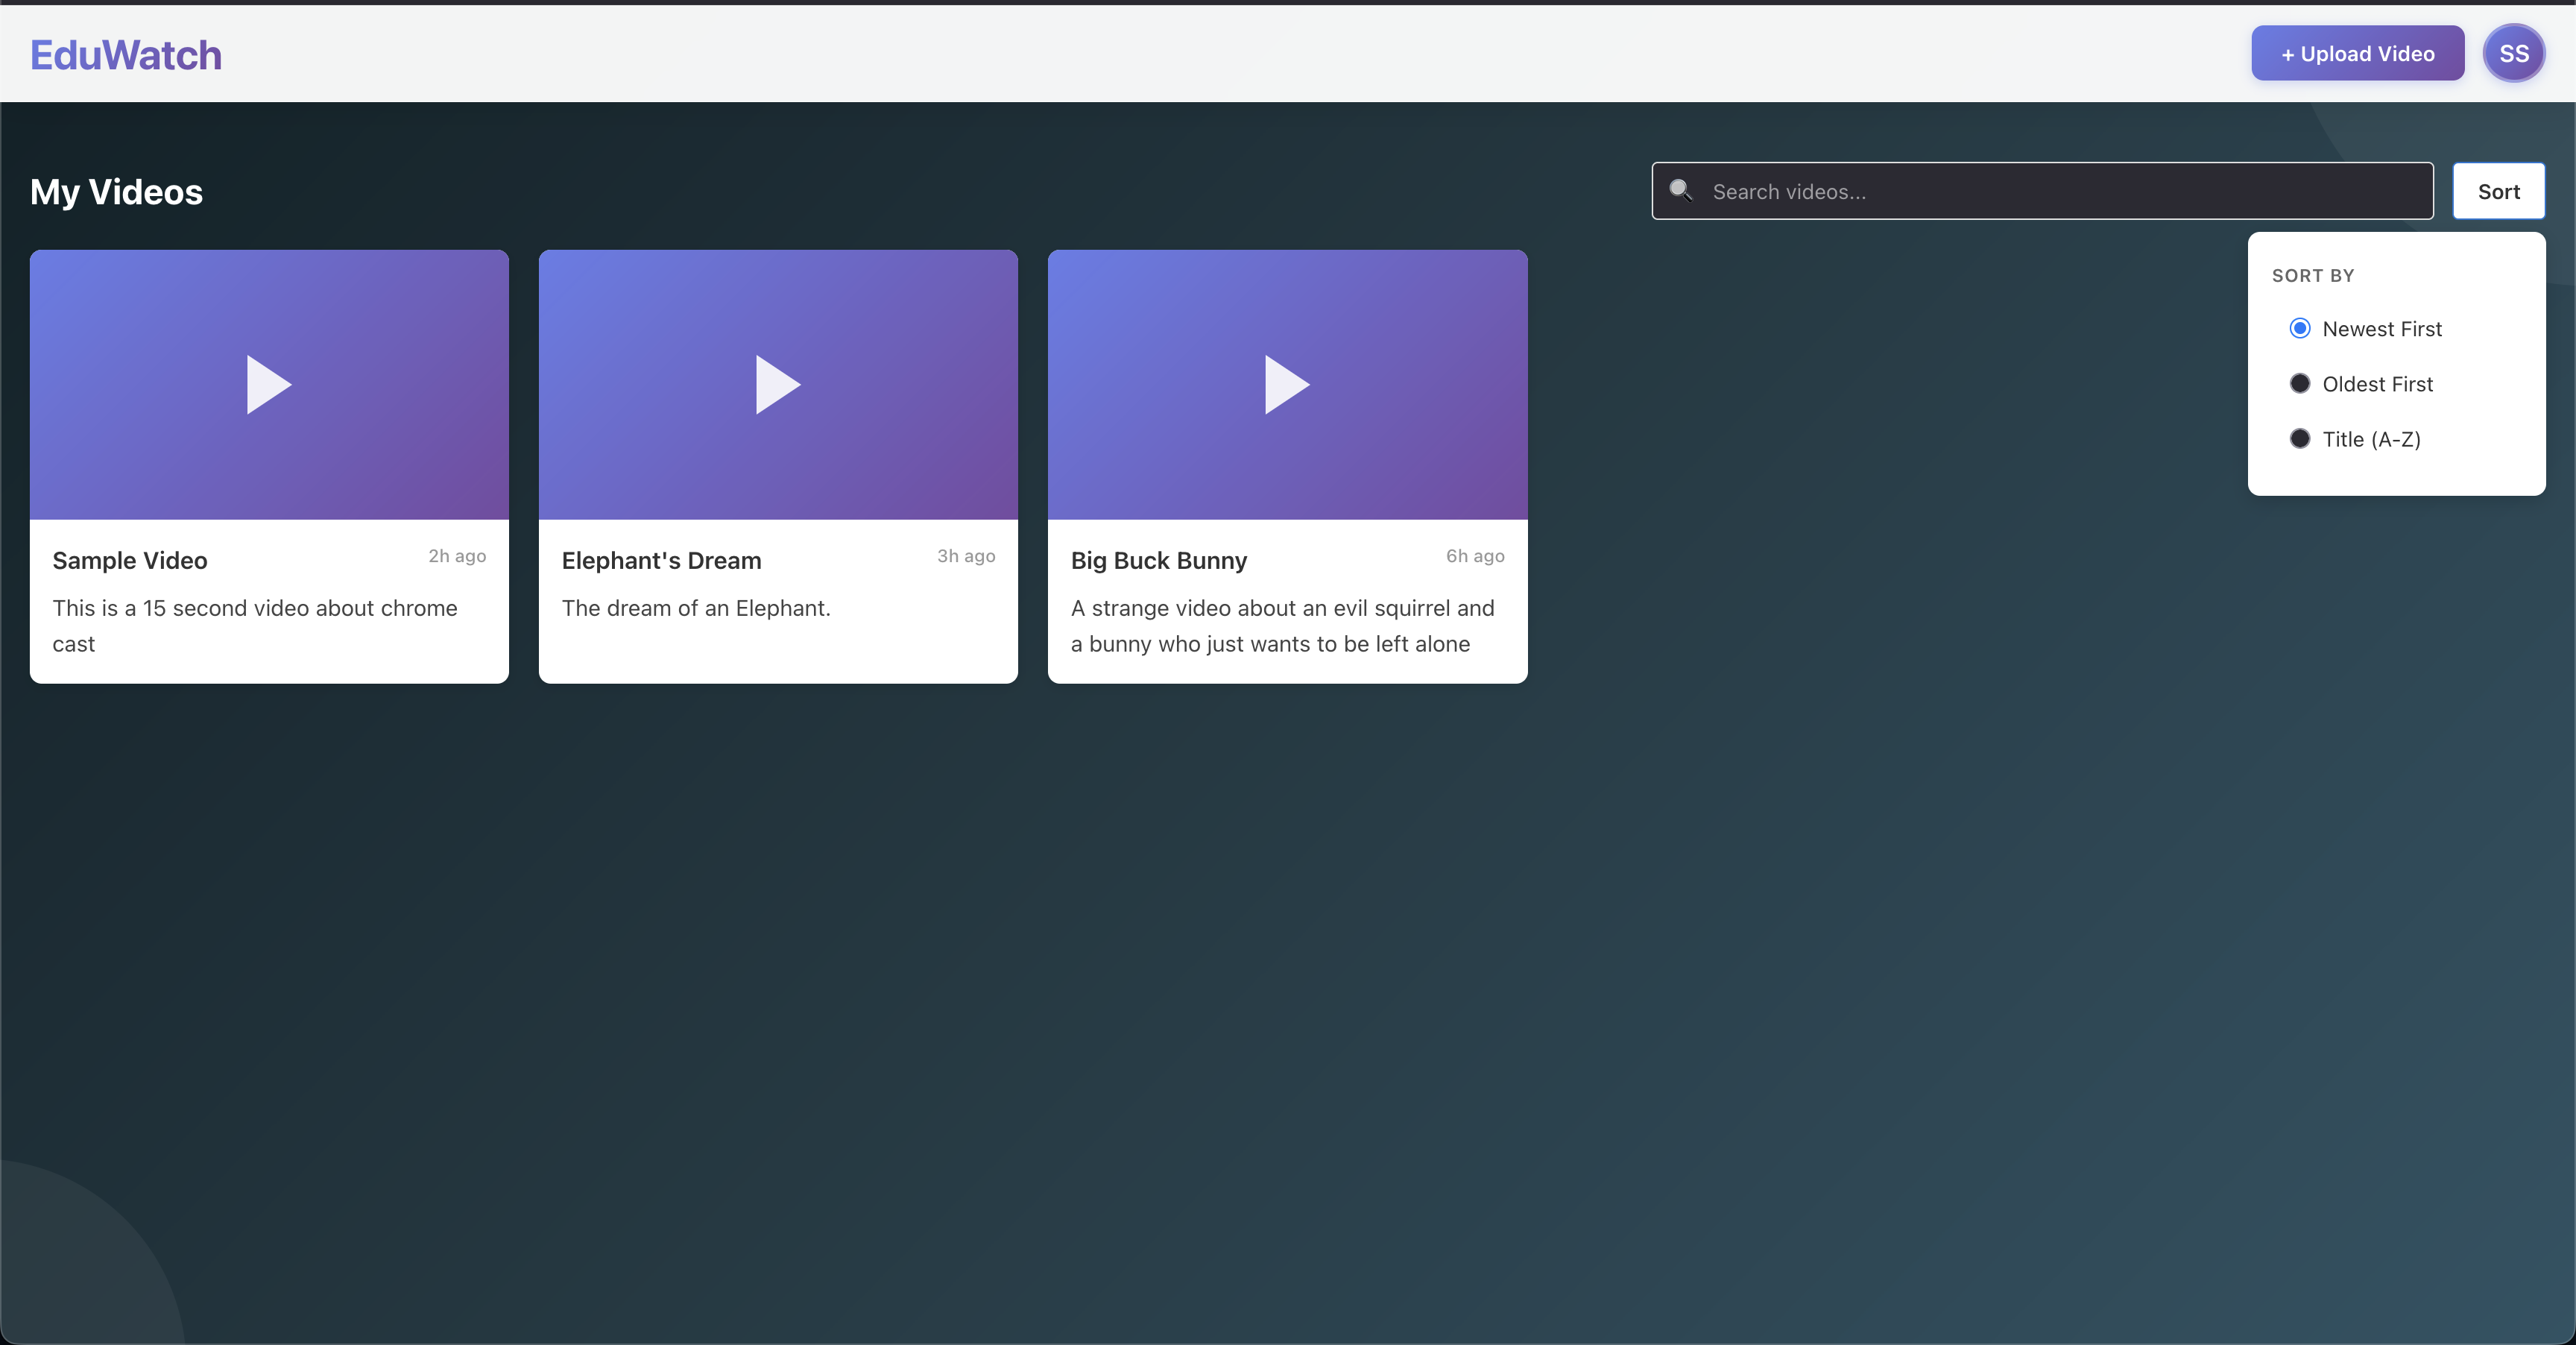 EduWatch
+ Upload Video
SS
My Videos
Search videos...
Sort
SORT BY
Newest First
Oldest First
Title (A-Z)
Sample Video
2h ago
This is a 15 second video about chrome
cast
Elephant's Dream
3h ago
The dream of an Elephant.
Big Buck Bunny
6h ago
A strange video about an evil squirrel and
a bunny who just wants to be left alone